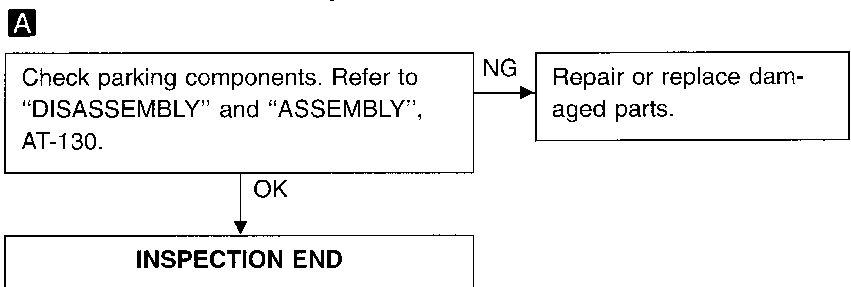 A
Check parking components. Refer to
“DISASSEMBLY” and “ASSEMBLY”,
AT-130.
NG
Repair or replace dam-
aged parts.
OK
INSPECTION END